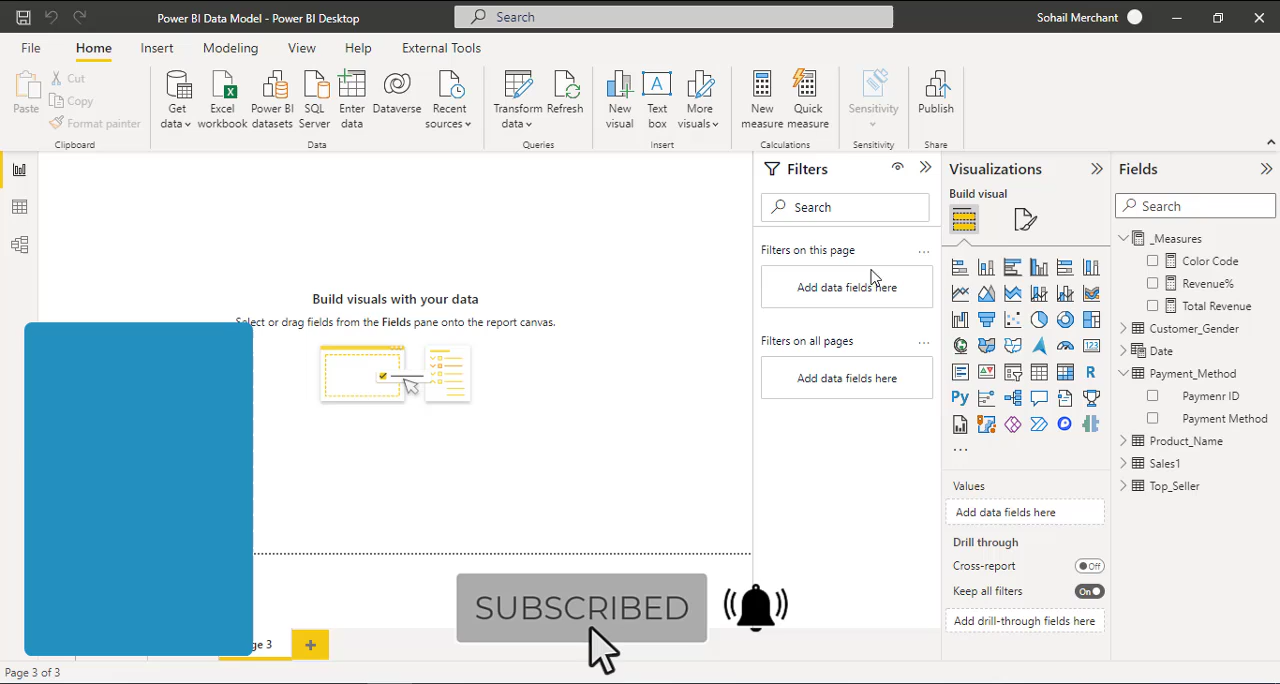 Power BI Data Model - Power BI Desktop
Search
Sohail Merchant
File Home Insert Modeling View Help External Tools
Paste
Cut
Copy
Format painter
Clipboard
Get data
Excel workbook
Power BI datasets
SQL Server
Enter data
Dataverse
Recent sources
Data
Transform data
Refresh
Queries
New visual
Text box
More visuals
Insert
New measure
Quick measure
Calculations
Sensitivity
Sensitivity
Publish
Share
Build visuals with your data
Select or drag fields from the Fields pane onto the report canvas.
Filters
Search
Filters on this page
Add data fields here
Filters on all pages
Add data fields here
Visualizations
Build visual
123
R
Py
Values
Add data fields here
Drill through
Cross-report
Off
Keep all filters
On
Add drill-through fields here
Fields
Search
_Measures
Color Code
Revenue%
Total Revenue
Customer_Gender
Date
Payment_Method
Paymenr ID
Payment Method
Product_Name
Sales1
Top_Seller
SUBSCRIBED
ge 3
Page 3 of 3